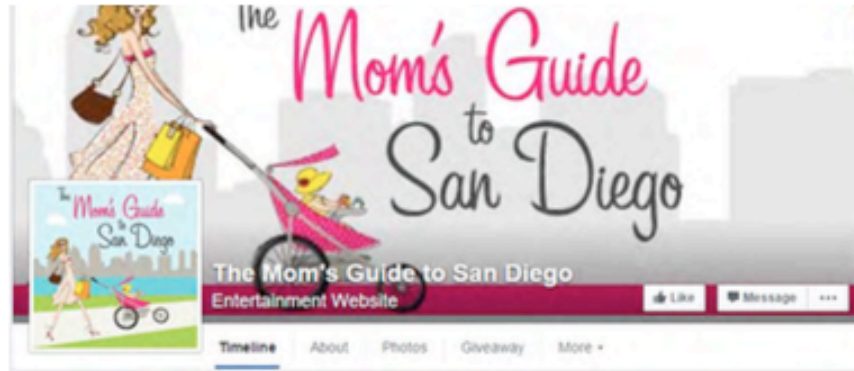 The
Mom's Guide
to
San Diego
The
Mom's Guide
to
San Diego
The Mom's Guide to San Diego
Entertainment Website
Like Message
Timeline About Photos Giveaway More